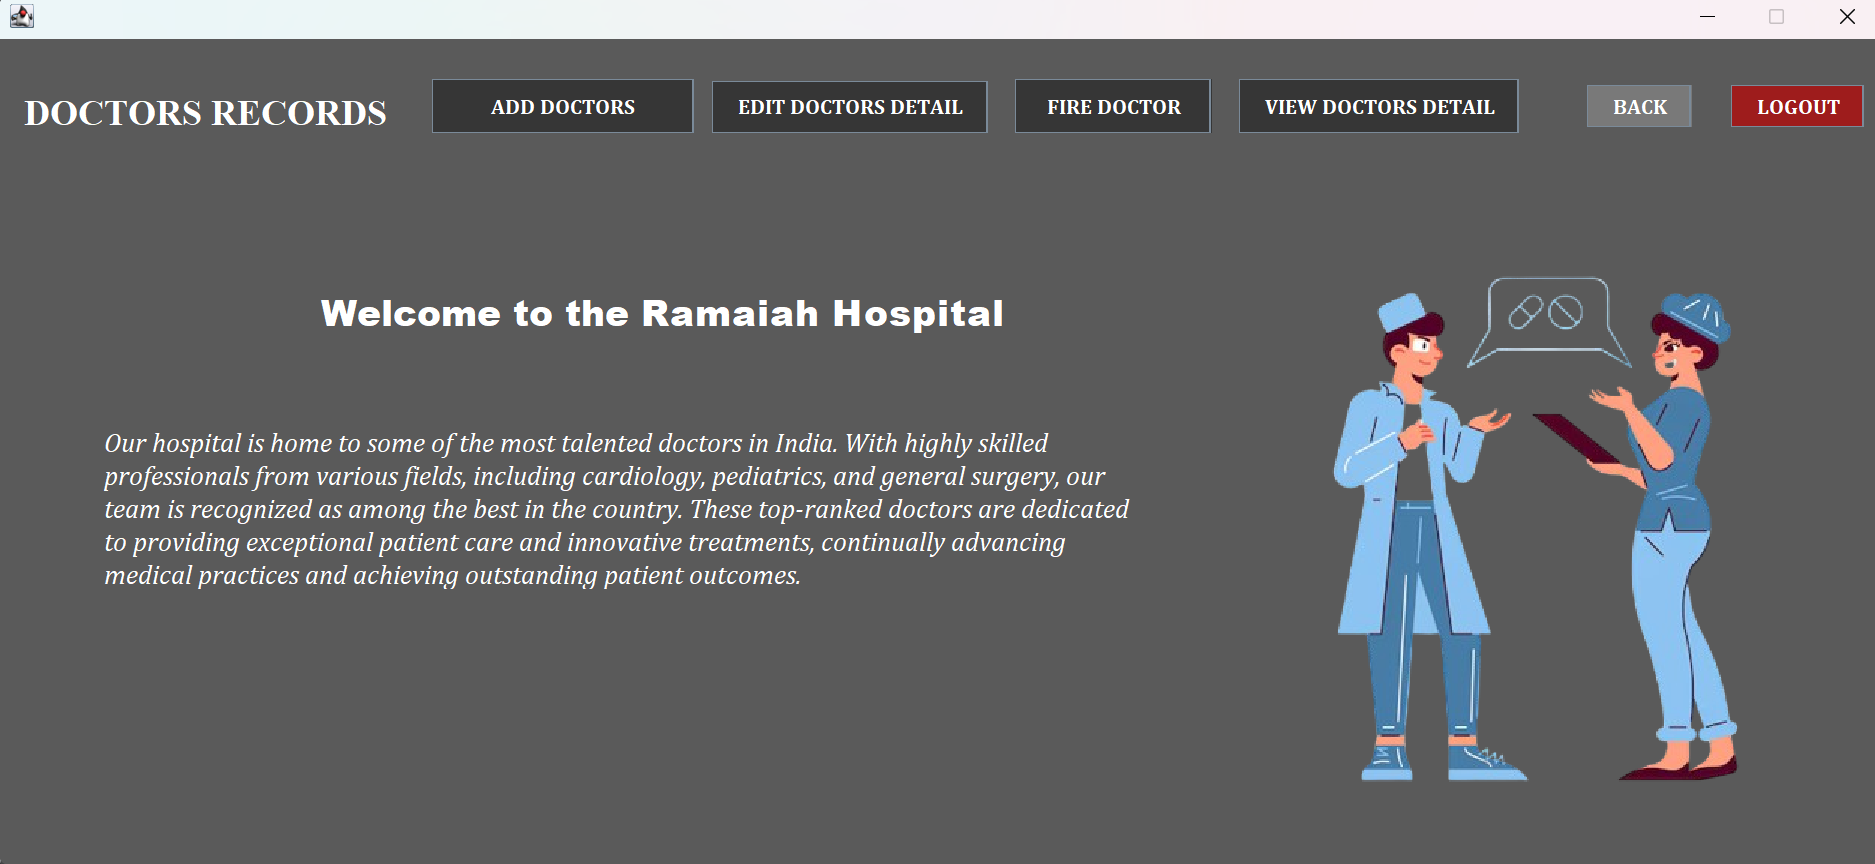 DOCTORS RECORDS
ADD DOCTORS
EDIT DOCTORS DETAIL
FIRE DOCTOR
VIEW DOCTORS DETAIL
BACK
LOGOUT
Welcome to the Ramaiah Hospital
Our hospital is home to some of the most talented doctors in India. With highly skilled
professionals from various fields, including cardiology, pediatrics, and general surgery, our
team is recognized as among the best in the country. These top-ranked doctors are dedicated
to providing exceptional patient care and innovative treatments, continually advancing
medical practices and achieving outstanding patient outcomes.